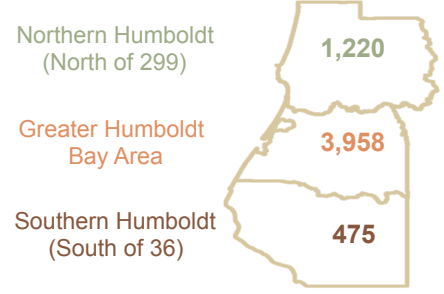 Northern Humboldt
(North of 299)
1,220
Greater Humboldt
Bay Area
3,958
Southern Humboldt
(South of 36)
475